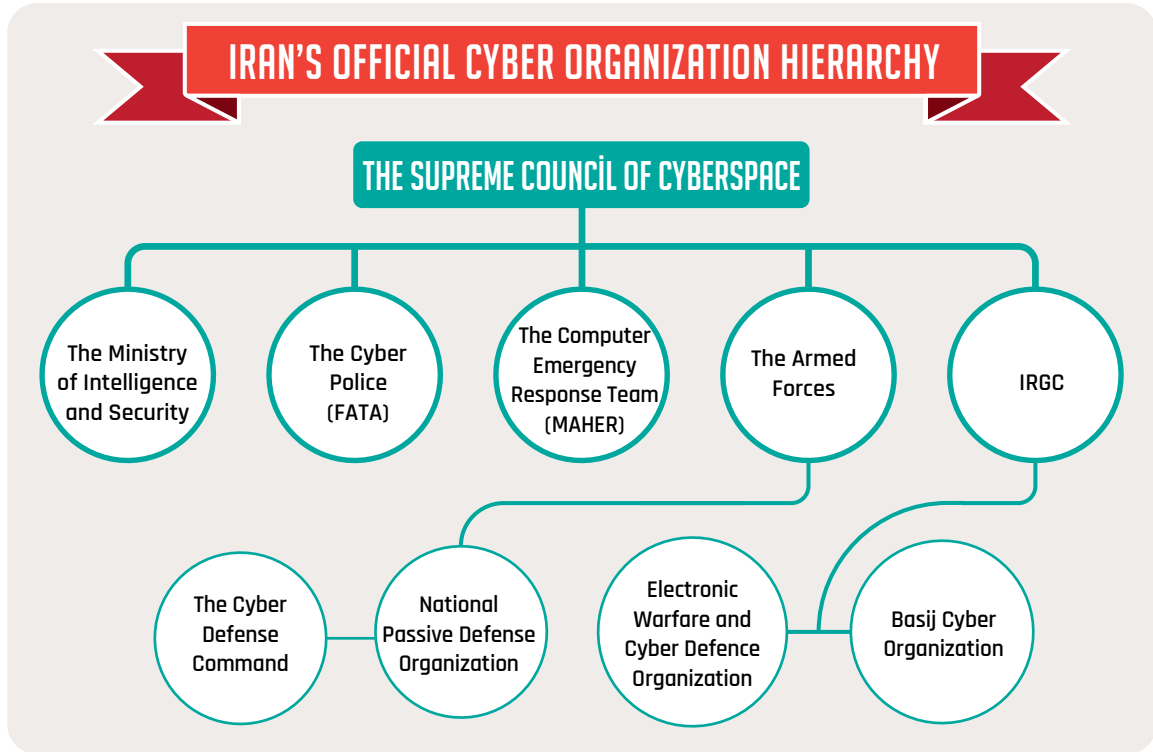 IRAN'S OFFICIAL CYBER ORGANIZATION HIERARCHY
THE SUPREME COUNCİL OF CYBERSPACE
The Ministry
of Intelligence
and Security
The Cyber
Police
(FATA)
The Computer
Emergency
Response Team
(MAHER)
The Armed
Forces
IRGC
The Cyber
Defense
Command
National
Passive Defense
Organization
Electronic
Warfare and
Cyber Defence
Organization
Basij Cyber
Organization